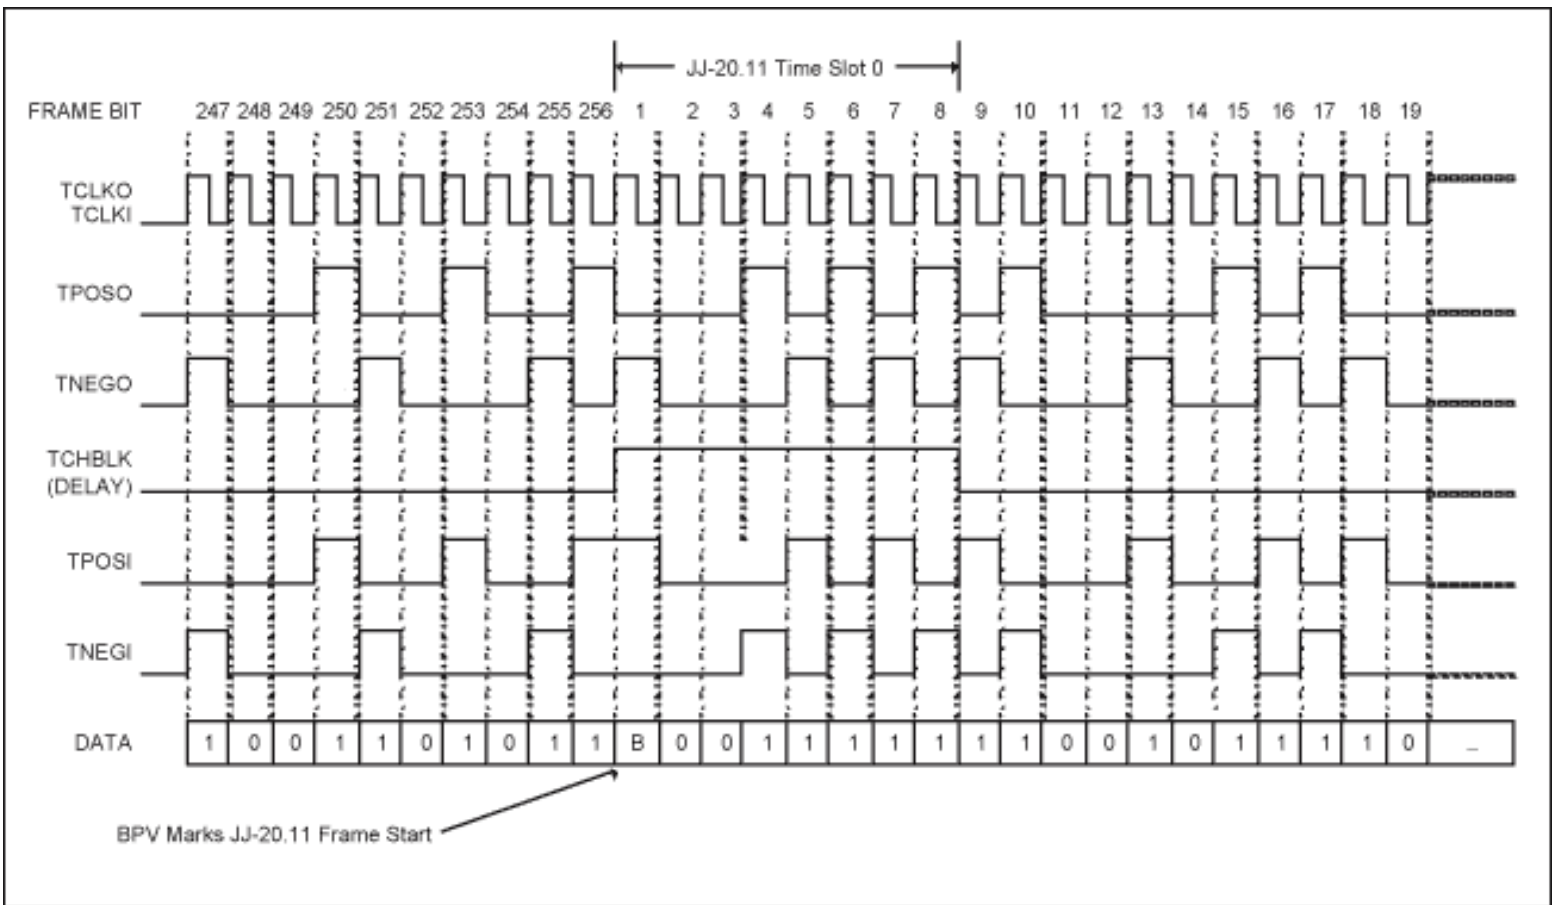 JJ-20.11 Time Slot 0
FRAME BIT 247 248 249 250 251 252 253 254 255 256 1 2 3 4 5 6 7 8 9 10 11 12 13 14 15 16 17 18 19
TCLKO
TCLKI
TPOSO
TNEGO
TCHBLK
(DELAY)
TPOSI
TNEGI
DATA 1 0 0 1 1 0 1 0 1 1 B 0 0 1 1 1 1 1 1 1 0 0 1 0 1 1 1 1 0 _
BPV Marks JJ-20.11 Frame Start